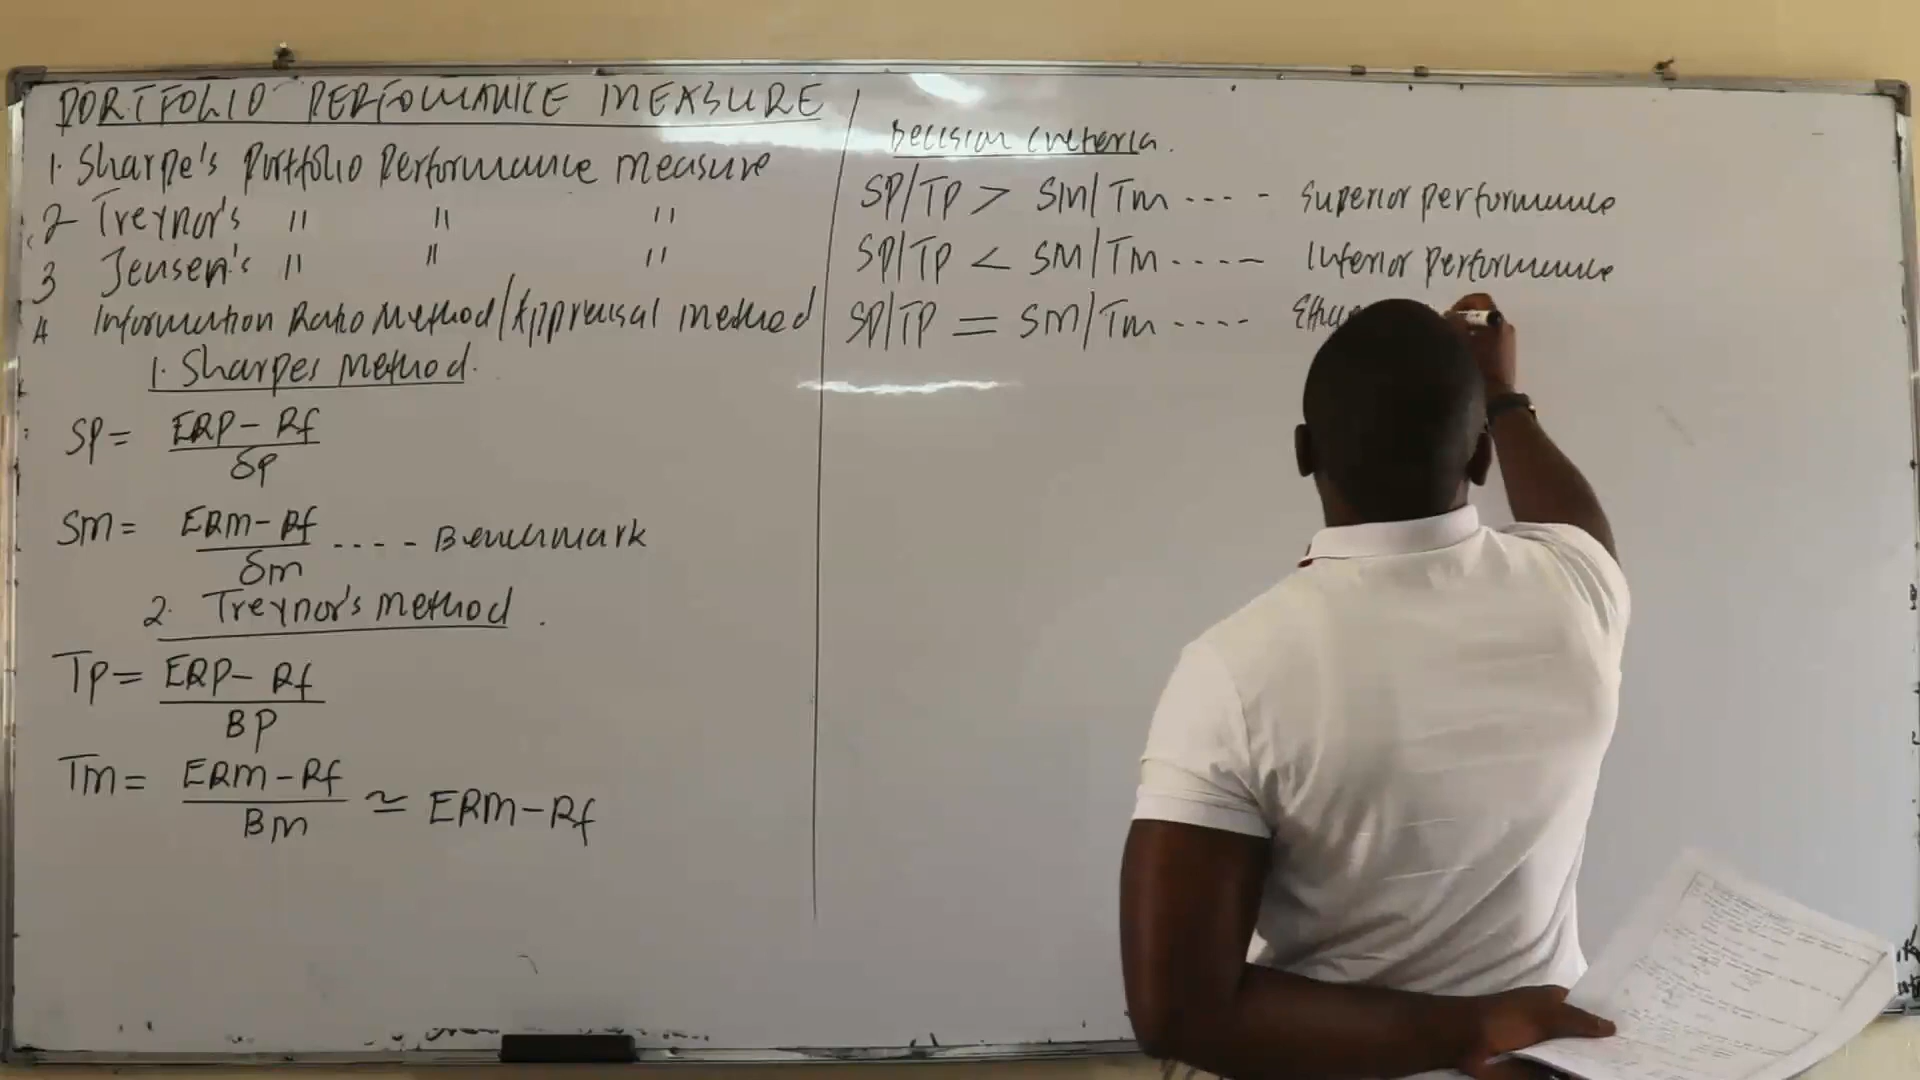 PORTFOLIO PERFOMANCE MEASURE
1. Sharpe's Portfolio Performance measure
2 Treynor's " " "
3 Jensen's " " "
4 Information Ratio Method/Appraisal method
1. Sharpes Method.
SP = ERP - Rf
δp
SM = ERM - Rf .... Benchmark
δm
2. Treynor's Method.
Tp = ERP - Rf
BP
Tm = ERM - Rf ≃ ERM - Rf
BM
Decision Criteria.
SP/TP > SM/Tm .... Superior performance
SP/TP < SM/Tm ..... Inferior performance
SP/TP = SM/Tm ....